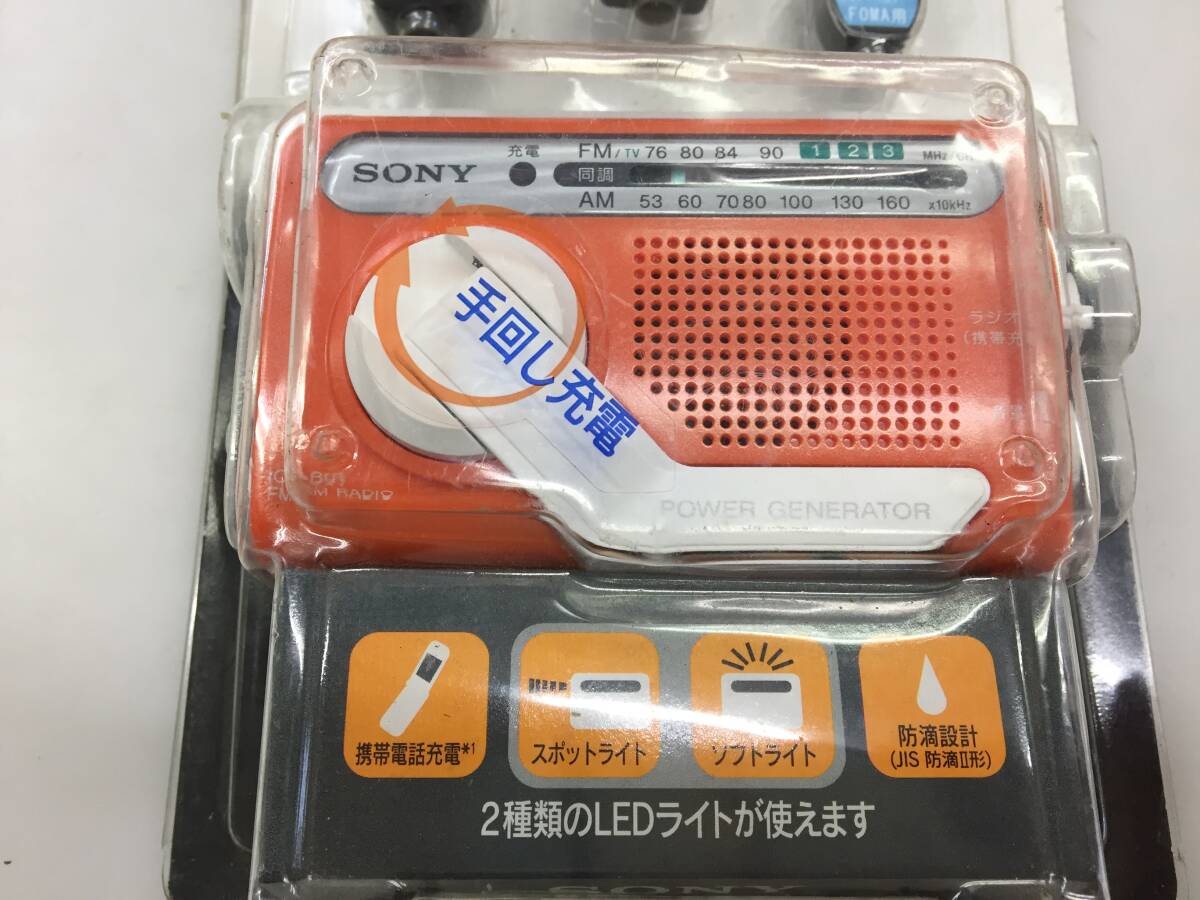 FOMA用
SONY
充電
FM/TV 76 80 84 90 1 2 3
同調
AM 53 60 70 80 100 130 160 x10kHz
手回し充電
ラジオ
(携帯充
FM/AM RADIO
POWER GENERATOR
携帯電話充電*1
スポットライト
ソフトライト
防滴設計
(JIS 防滴II形)
2種類のLEDライトが使えます
SONY